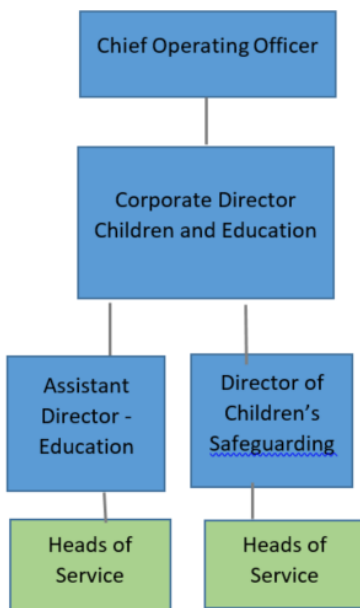 Chief Operating Officer
Corporate Director
Children and Education
Assistant
Director -
Education
Director of
Children's
Safeguarding
Heads of
Service
Heads of
Service